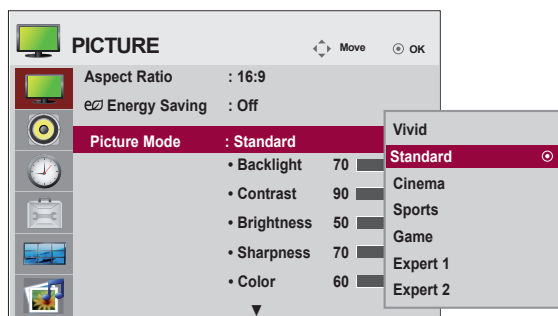 PICTURE Move OK
Aspect Ratio : 16:9
Energy Saving : Off
Picture Mode : Standard
• Backlight 70
• Contrast 90
• Brightness 50
• Sharpness 70
• Color 60
▼
Vivid
Standard
Cinema
Sports
Game
Expert 1
Expert 2